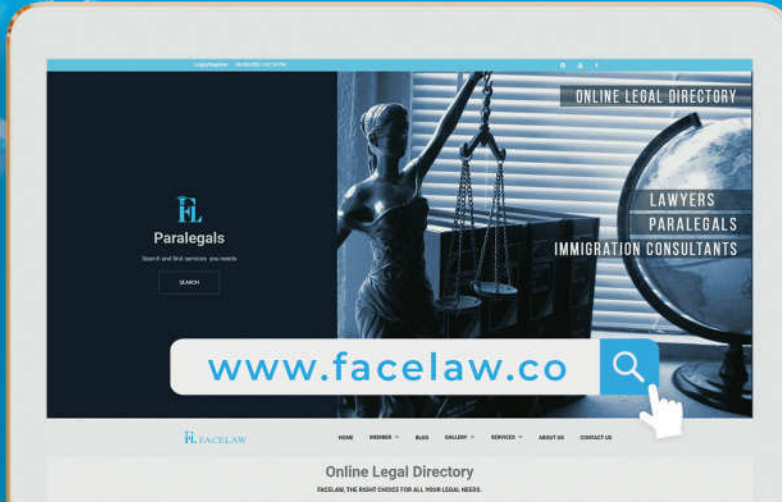 Login/Register
ONLINE LEGAL DIRECTORY
FL
Paralegals
Search and find services you needs
SEARCH
LAWYERS
PARALEGALS
IMMIGRATION CONSULTANTS
www.facelaw.co
FL FACELAW
HOME MEMBER BLOG GALLERY SERVICES ABOUT US CONTACT US
Online Legal Directory
FACELAW, THE RIGHT CHOICE FOR ALL YOUR LEGAL NEEDS.